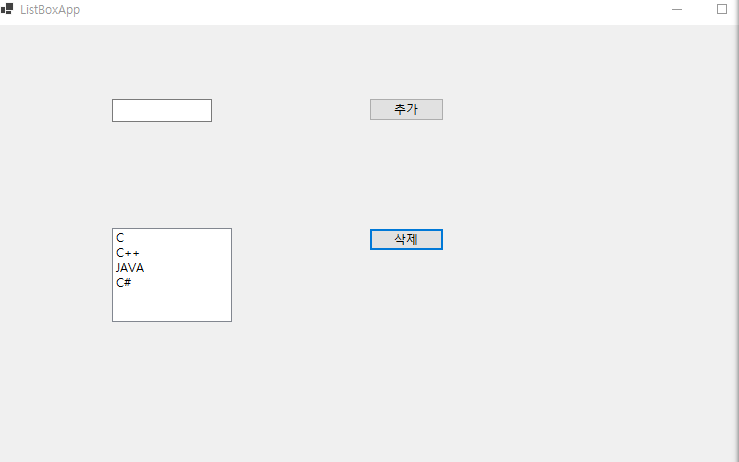 ListBoxApp
추가
C
C++
JAVA
C#
삭제